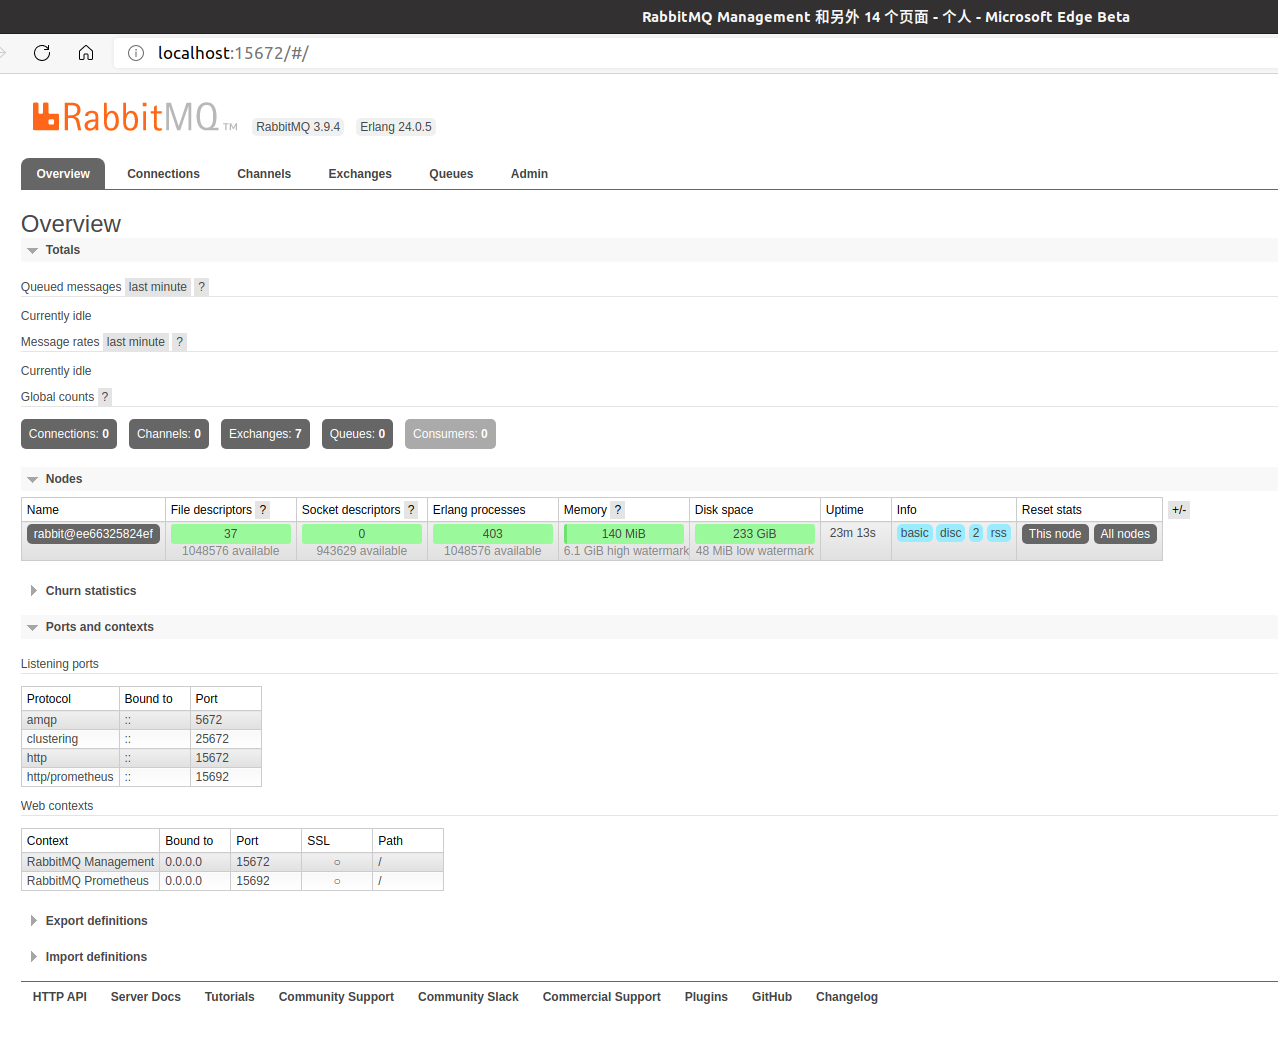 RabbitMQ Management 和另外 14 个页面 - 个人 - Microsoft Edge Beta
localhost:15672/#/
RabbitMQ TM RabbitMQ 3.9.4 Erlang 24.0.5
Overview Connections Channels Exchanges Queues Admin
Overview
Totals
Queued messages last minute ?
Currently idle
Message rates last minute ?
Currently idle
Global counts ?
Connections: 0 Channels: 0 Exchanges: 7 Queues: 0 Consumers: 0
Nodes
Name File descriptors ? Socket descriptors ? Erlang processes Memory ? Disk space Uptime Info Reset stats +/-
rabbit@ee66325824ef 37 0 403 140 MiB 233 GiB 23m 13s basic disc 2 rss This node All nodes
1048576 available 943629 available 1048576 available 6.1 GiB high watermark 48 MiB low watermark
Churn statistics
Ports and contexts
Listening ports
Protocol Bound to Port
amqp :: 5672
clustering :: 25672
http :: 15672
http/prometheus :: 15692
Web contexts
Context Bound to Port SSL Path
RabbitMQ Management 0.0.0.0 15672 ○ /
RabbitMQ Prometheus 0.0.0.0 15692 ○ /
Export definitions
Import definitions
HTTP API Server Docs Tutorials Community Support Community Slack Commercial Support Plugins GitHub Changelog